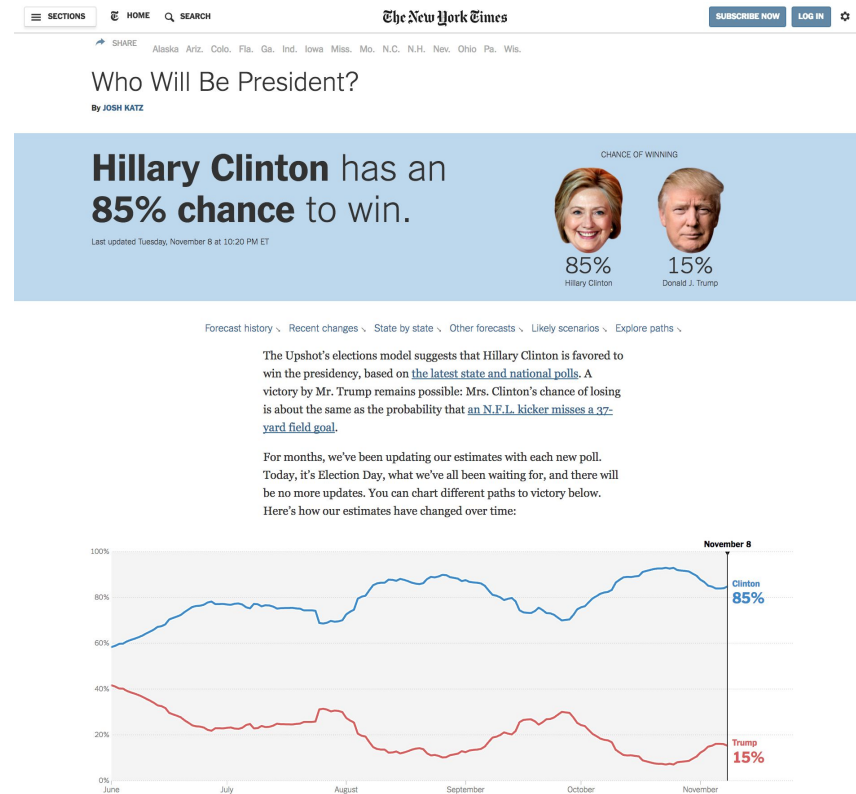 SECTIONS HOME SEARCH The New York Times SUBSCRIBE NOW LOG IN
SHARE Alaska Ariz. Colo. Fla. Ga. Ind. Iowa Miss. Mo. N.C. N.H. Nev. Ohio Pa. Wis.
Who Will Be President?
By JOSH KATZ
Hillary Clinton has an
85% chance to win.
Last updated Tuesday, November 8 at 10:20 PM ET
CHANCE OF WINNING
85% 15%
Hillary Clinton Donald J. Trump
Forecast history Recent changes State by state Other forecasts Likely scenarios Explore paths
The Upshot's elections model suggests that Hillary Clinton is favored to
win the presidency, based on the latest state and national polls. A
victory by Mr. Trump remains possible: Mrs. Clinton's chance of losing
is about the same as the probability that an N.F.L. kicker misses a 37-
yard field goal.
For months, we've been updating our estimates with each new poll.
Today, it's Election Day, what we've all been waiting for, and there will
be no more updates. You can chart different paths to victory below.
Here's how our estimates have changed over time:
November 8
100%
Clinton
85%
80%
60%
40%
20%
Trump
15%
0%
June July August September October November